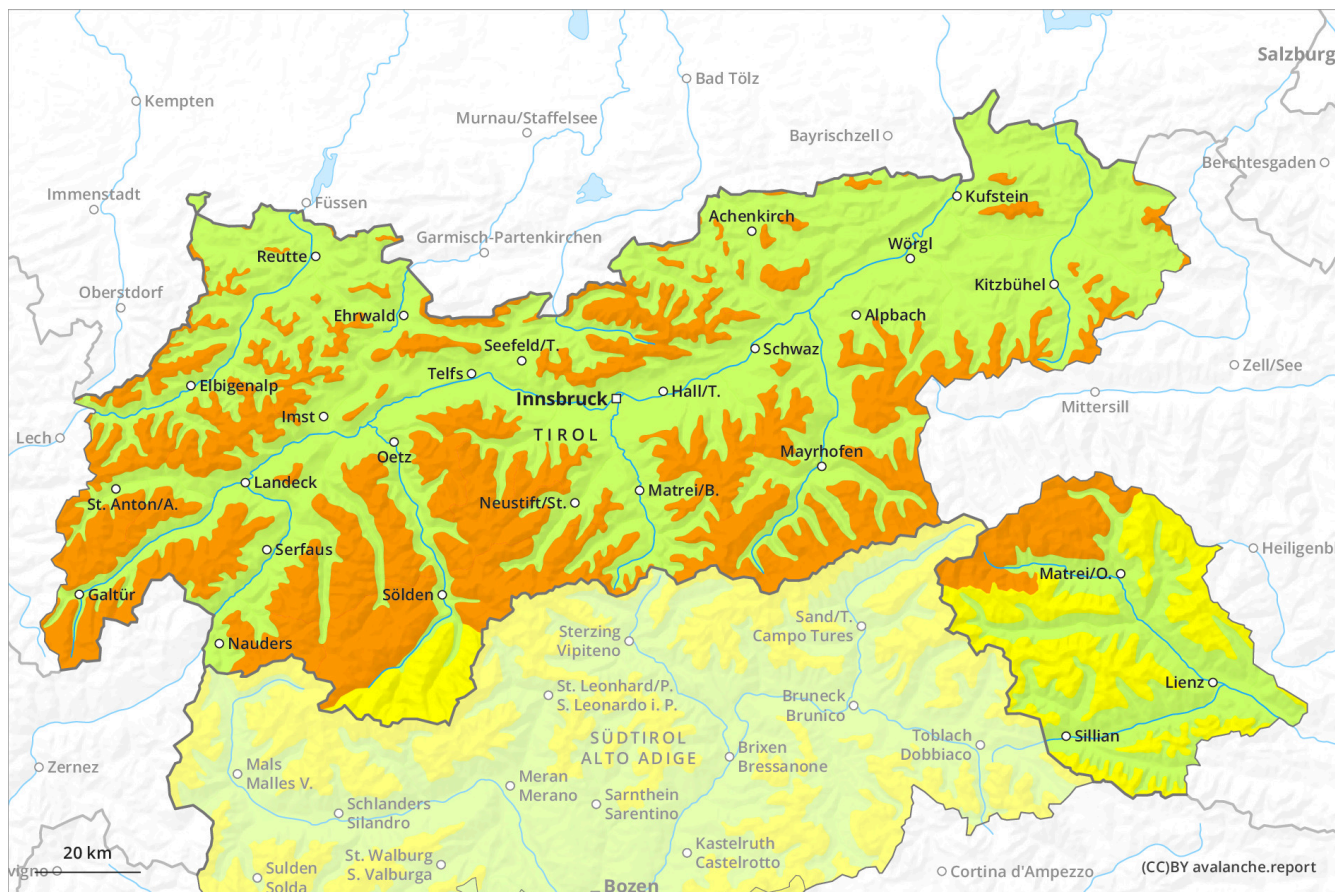 Salzburg
Bad Tölz
Kempten
Murnau/Staffelsee
Bayrischzell
Berchtesgaden
Immenstadt
Füssen
Kufstein
Achenkirch
Garmisch-Partenkirchen
Wörgl
Reutte
Kitzbühel
Oberstdorf
Ehrwald
Alpbach
Seefeld/T.
Schwaz
Zell/See
Telfs
Elbigenalp
Hall/T.
Innsbruck
Mittersill
Imst
TIROL
Lech
Oetz
Mayrhofen
Landeck
Matrei/B.
St. Anton/A.
Neustift/St.
Serfaus
Heiligenb
Matrei/O.
Galtür
Sölden
Sand/T.
Campo Tures
Sterzing
Vipiteno
Nauders
Lienz
St. Leonhard/P.
S. Leonardo i. P.
Bruneck
Brunico
SÜDTIROL
ALTO ADIGE
Toblach
Dobbiaco
Sillian
Brixen
Bressanone
Zernez
Mals
Malles V.
Meran
Merano
Sarnthein
Sarentino
Schlanders
Silandro
Kastelruth
Castelrotto
20 km
St. Walburg
S. Valburga
vigno
Sulden
Solda
Cortina d'Ampezzo
(CC)BY avalanche.report
Bozen